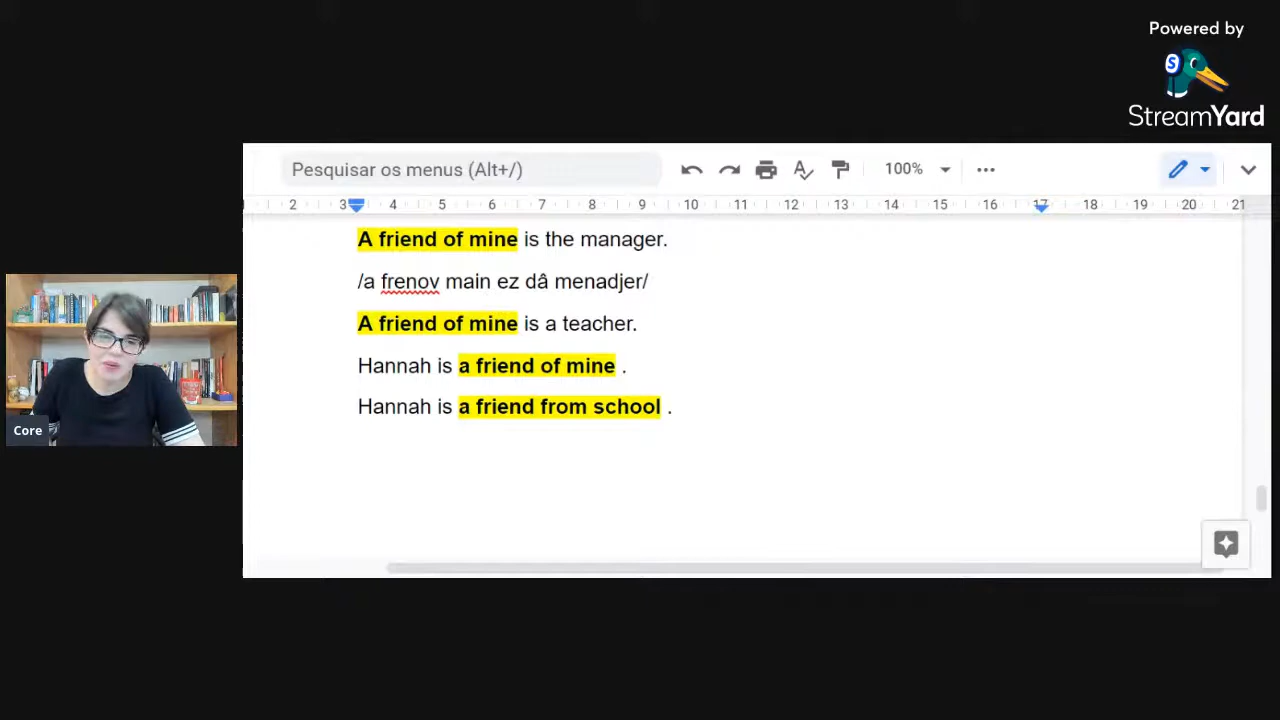 Powered by
StreamYard
Pesquisar os menus (Alt+/)
100%
2 3 4 5 6 7 8 9 10 11 12 13 14 15 16 17 18 19 20 21
A friend of mine is the manager.
/a frenov main ez dâ menadjer/
A friend of mine is a teacher.
Hannah is a friend of mine .
Hannah is a friend from school .
Core